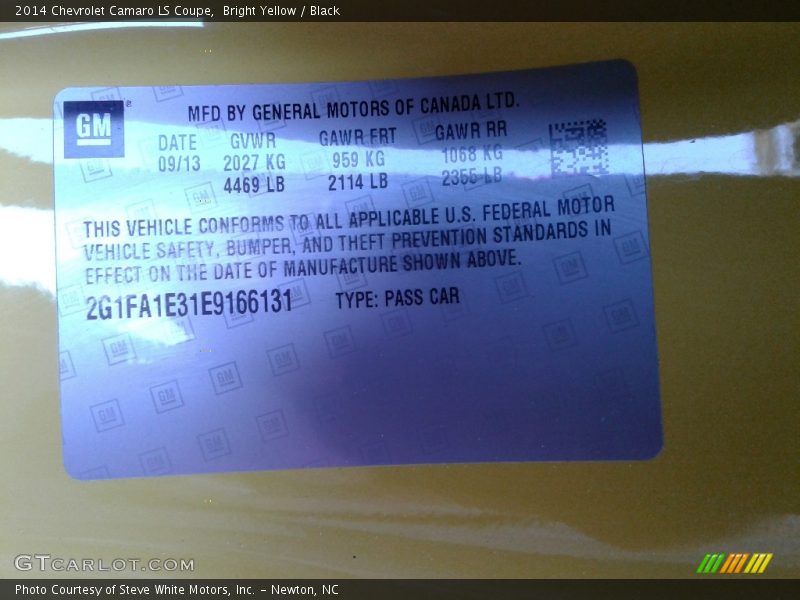 2014 Chevrolet Camaro LS Coupe,  Bright Yellow / Black
GM® MFD BY GENERAL MOTORS OF CANADA LTD.
DATE GVWR GAWR FRT GAWR RR
09/13 2027 KG 959 KG 1068 KG
4469 LB 2114 LB 2355 LB
THIS VEHICLE CONFORMS TO ALL APPLICABLE U.S. FEDERAL MOTOR
VEHICLE SAFETY, BUMPER, AND THEFT PREVENTION STANDARDS IN
EFFECT ON THE DATE OF MANUFACTURE SHOWN ABOVE.
2G1FA1E31E9166131 TYPE: PASS CAR
GTCARLOT.COM
Photo Courtesy of Steve White Motors, Inc. – Newton, NC